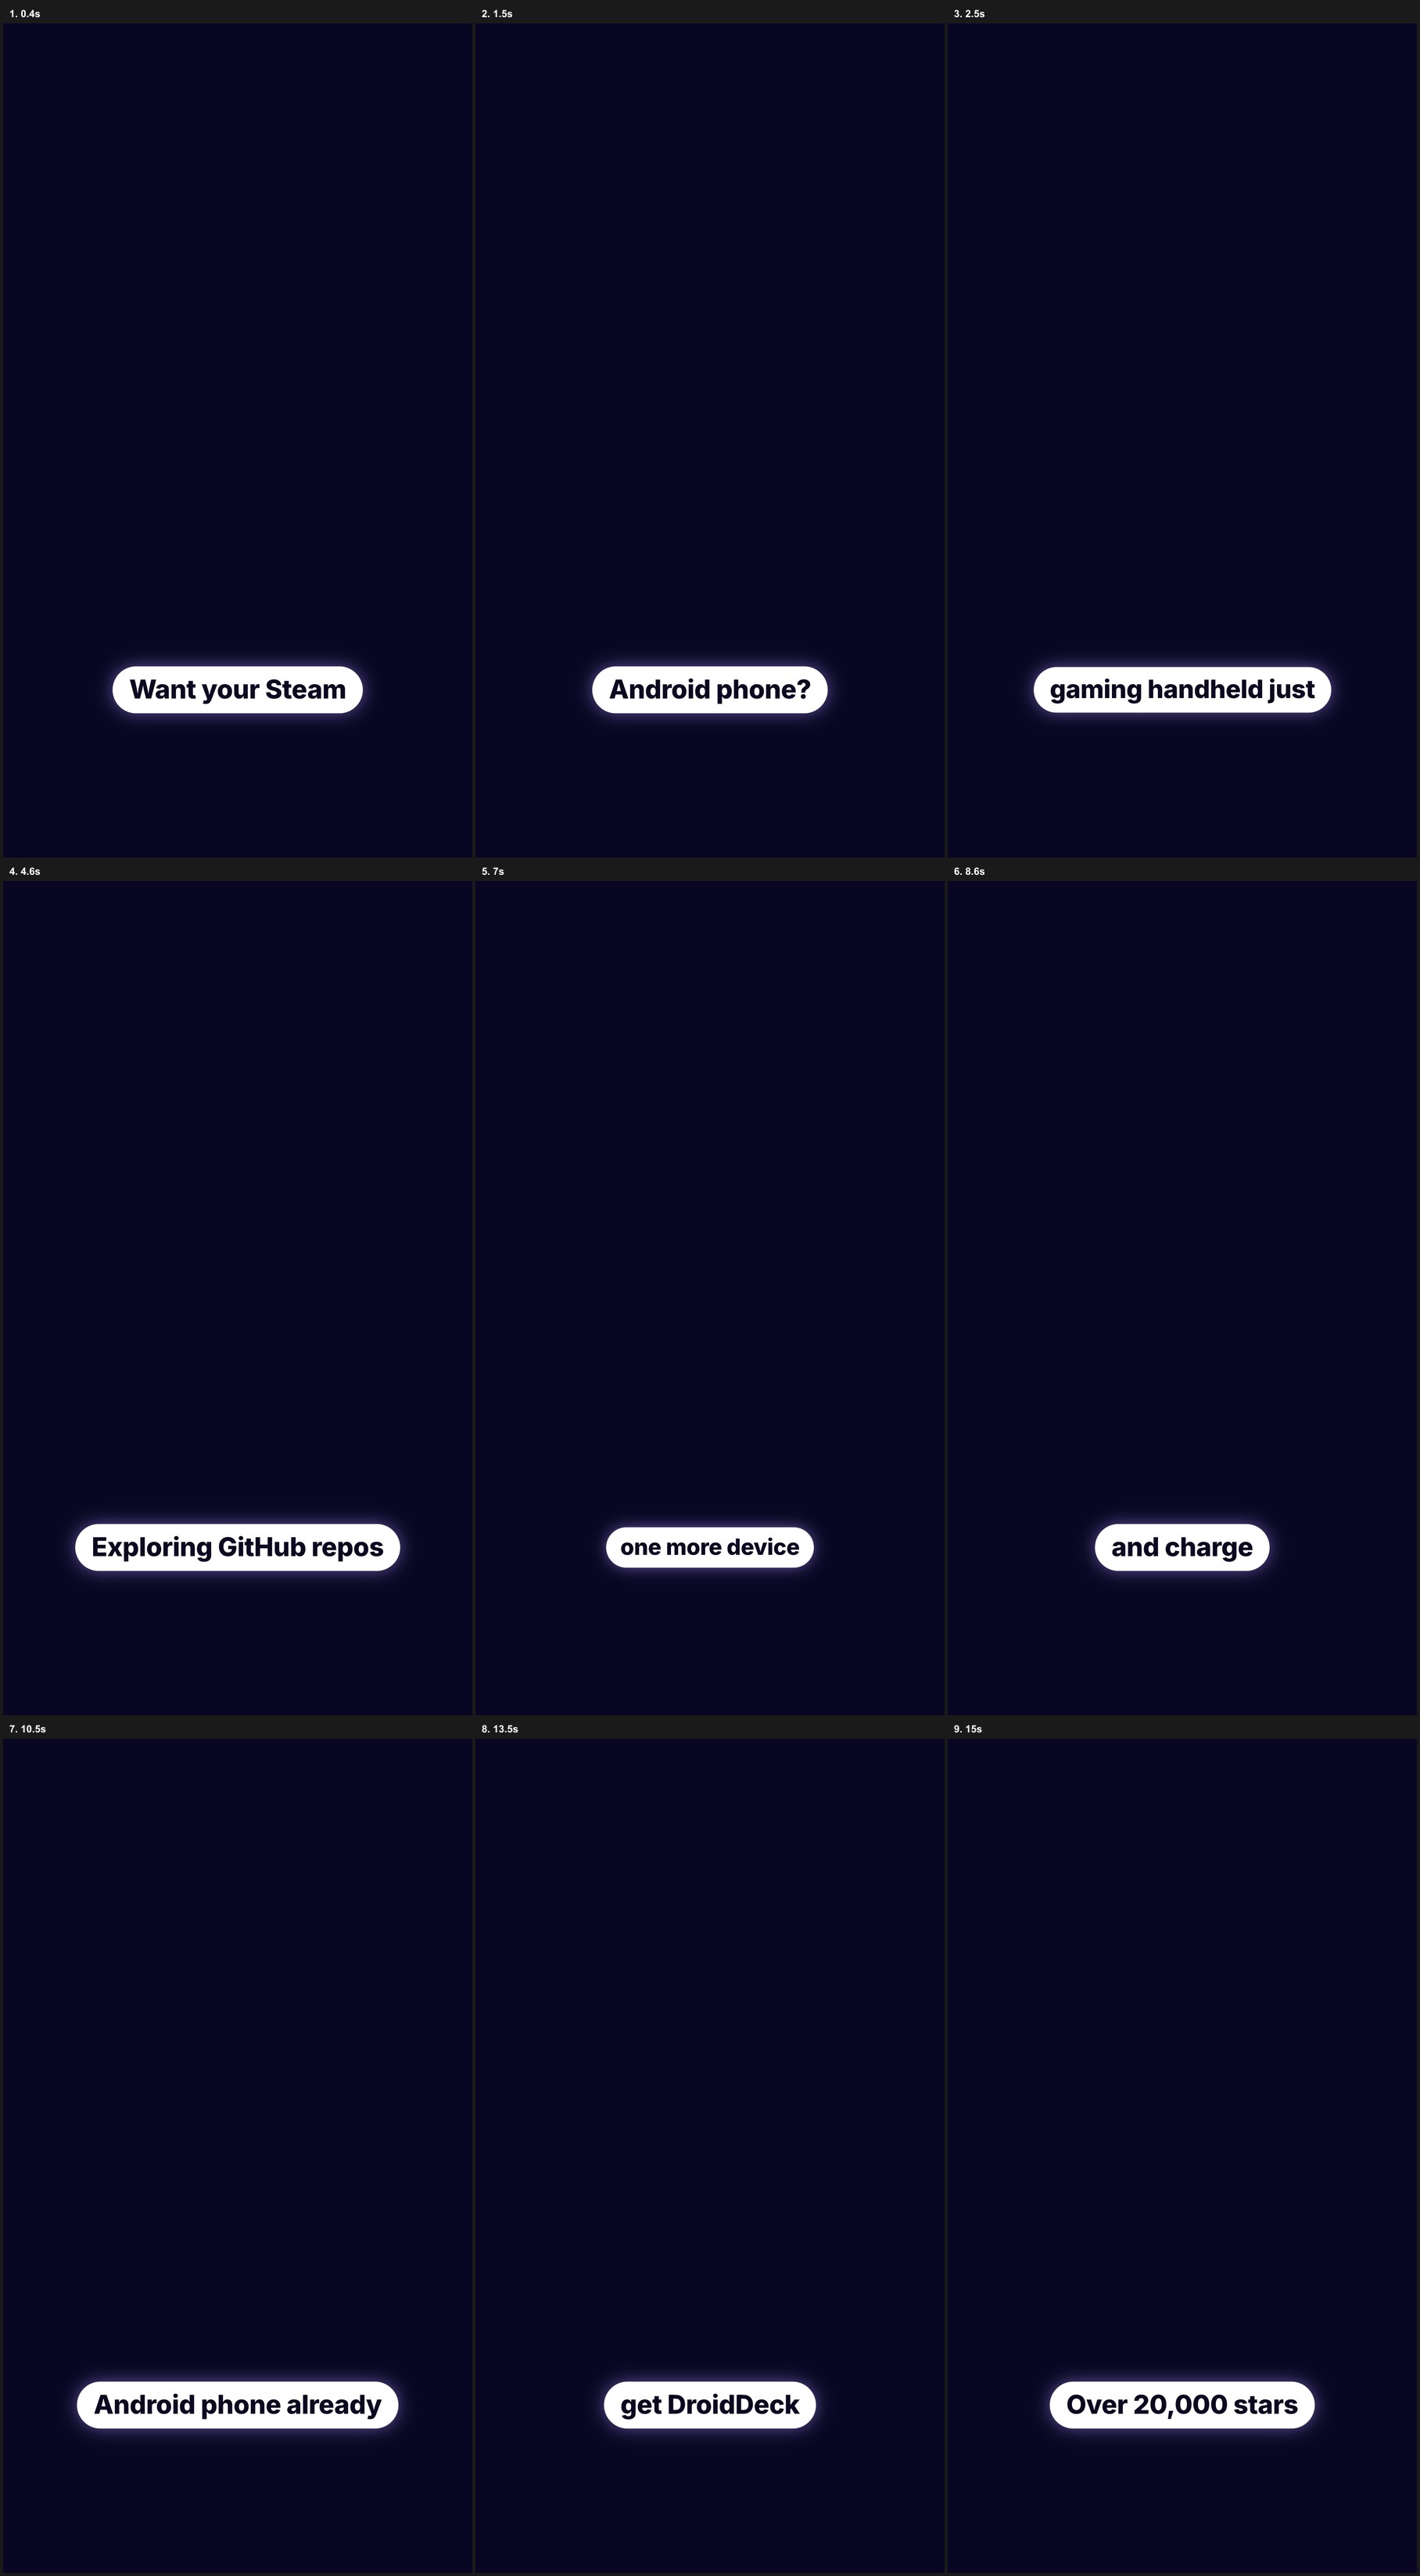 1. 0.4s
2. 1.5s
3. 2.5s
Want your Steam
Android phone?
gaming handheld just
4. 4.6s
5. 7s
6. 8.6s
Exploring GitHub repos
one more device
and charge
7. 10.5s
8. 13.5s
9. 15s
Android phone already
get DroidDeck
Over 20,000 stars